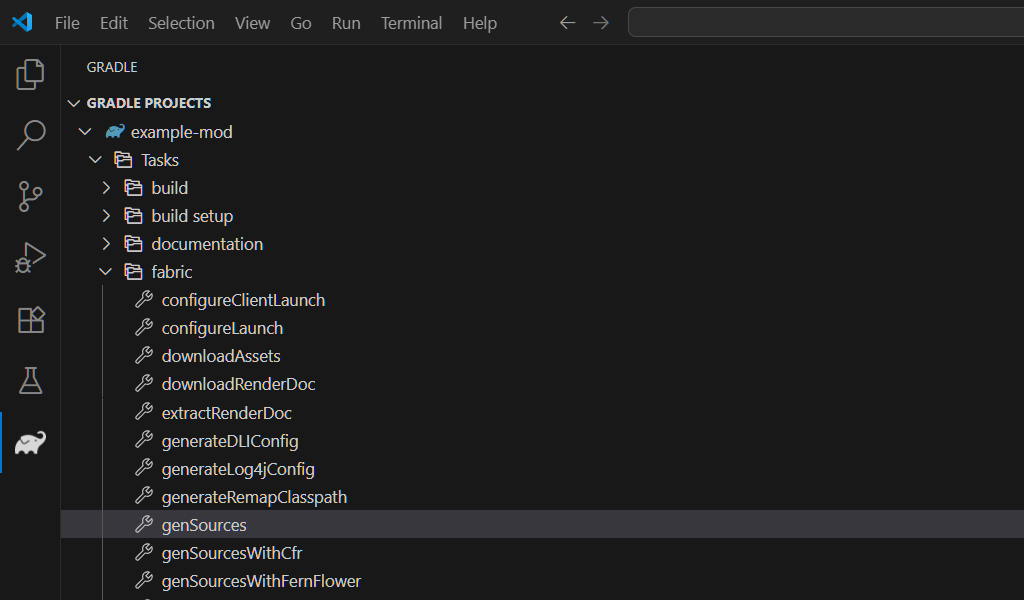 File Edit Selection View Go Run Terminal Help
GRADLE
GRADLE PROJECTS
example-mod
Tasks
build
build setup
documentation
fabric
configureClientLaunch
configureLaunch
downloadAssets
downloadRenderDoc
extractRenderDoc
generateDLIConfig
generateLog4jConfig
generateRemapClasspath
genSources
genSourcesWithCfr
genSourcesWithFernFlower